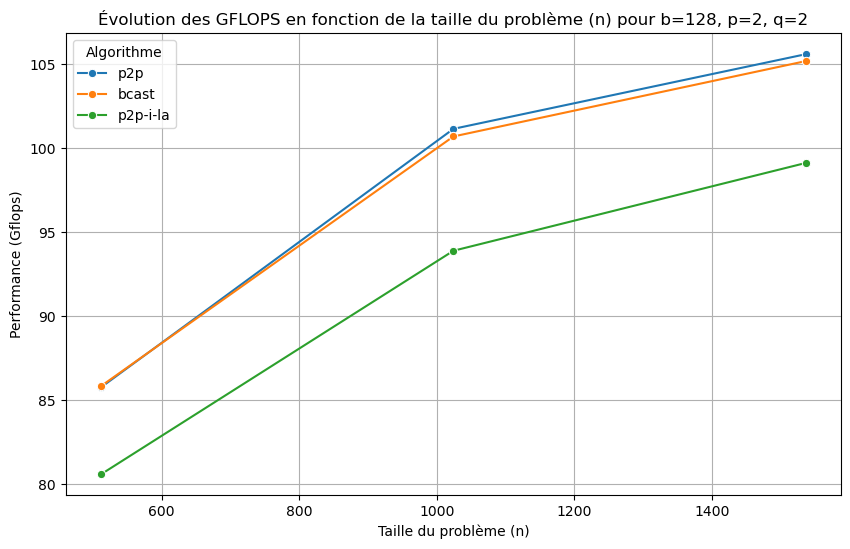 Évolution des GFLOPS en fonction de la taille du problème (n) pour b=128, p=2, q=2
Algorithme
p2p
bcast
p2p-i-la
Performance (Gflops)
105
100
95
90
85
80
600
800
1000
1200
1400
Taille du problème (n)